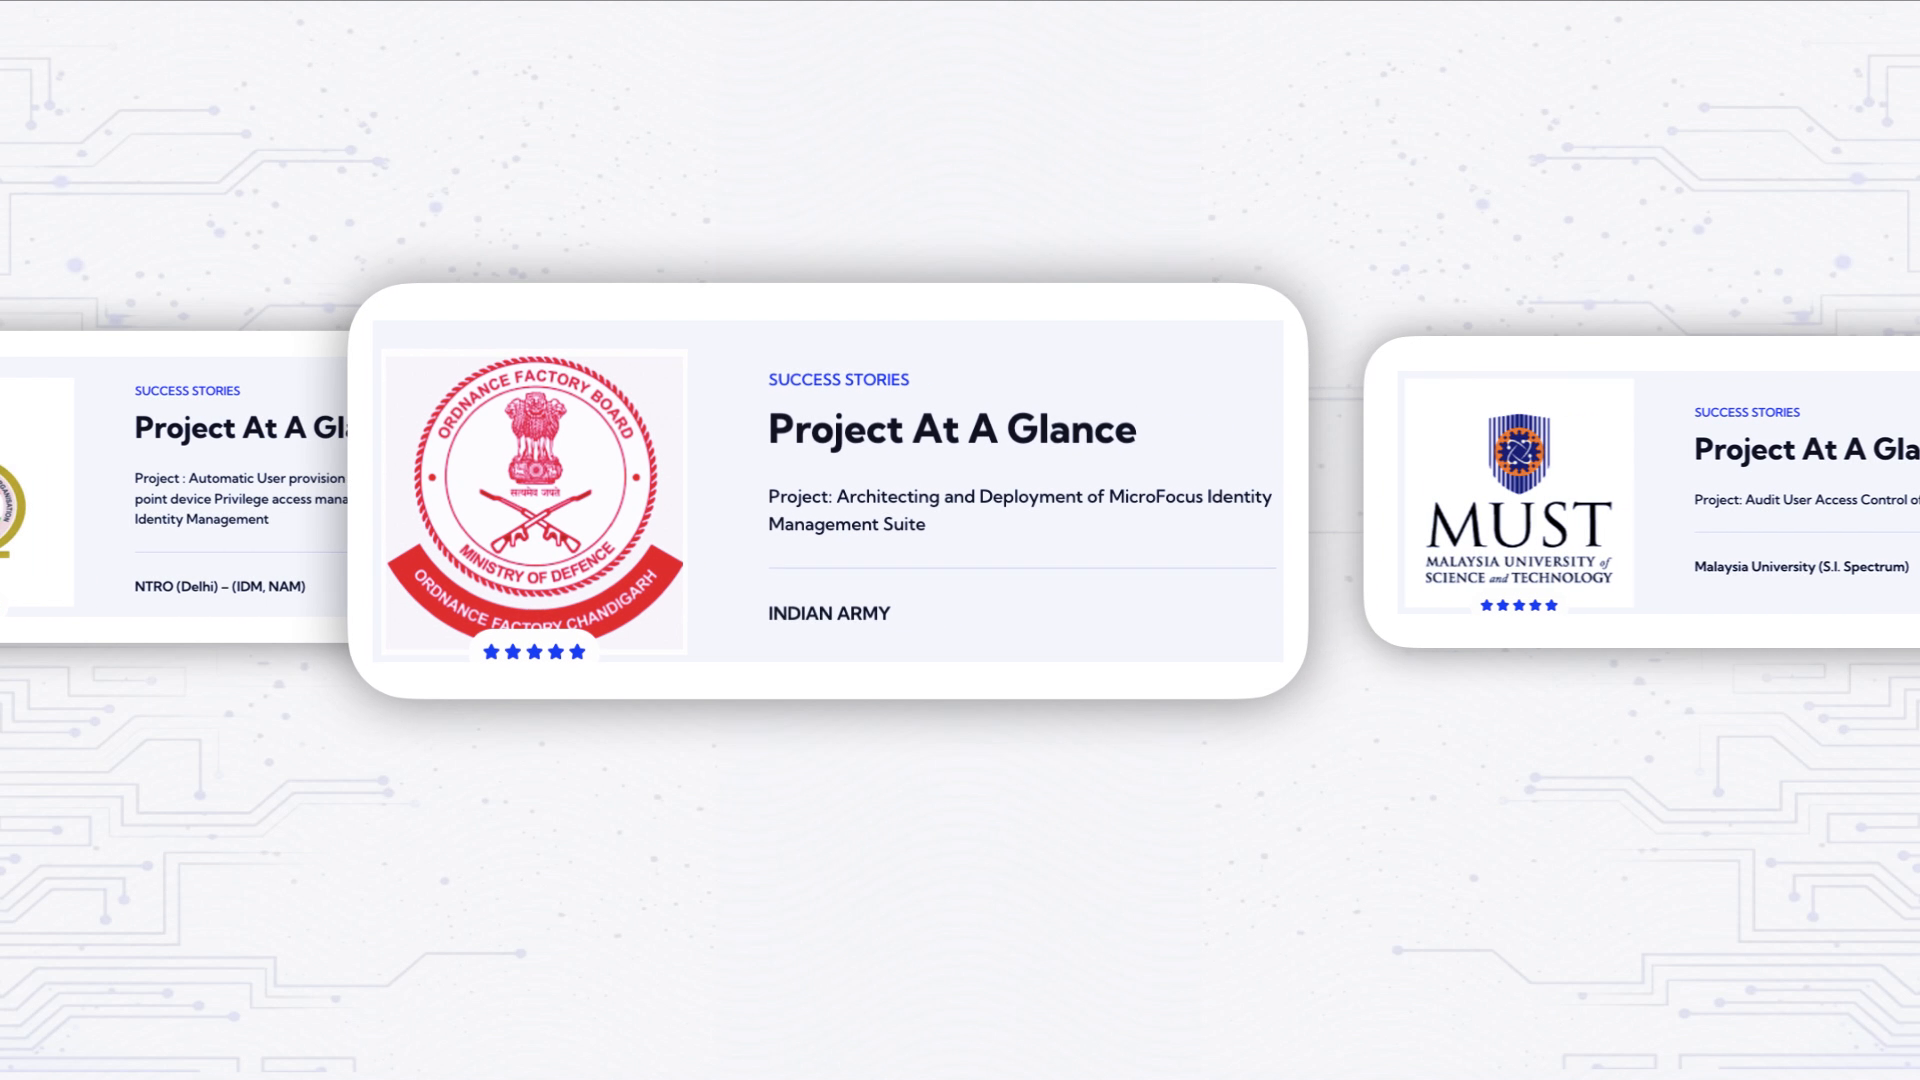 SUCCESS STORIES
Project At A Gl
Project : Automatic User provision
point device Privilege access mana
Identity Management
NTRO (Delhi) – (IDM, NAM)
ORDNANCE FACTORY BOARD
सत्यमेव जयते
MINISTRY OF DEFENCE
ORDNANCE FACTORY CHANDIGARH
SUCCESS STORIES
Project At A Glance
Project: Architecting and Deployment of MicroFocus Identity
Management Suite
INDIAN ARMY
MUST
MALAYSIA UNIVERSITY of
SCIENCE and TECHNOLOGY
SUCCESS STORIES
Project At A Gla
Project: Audit User Access Control of
Malaysia University (S.I. Spectrum)